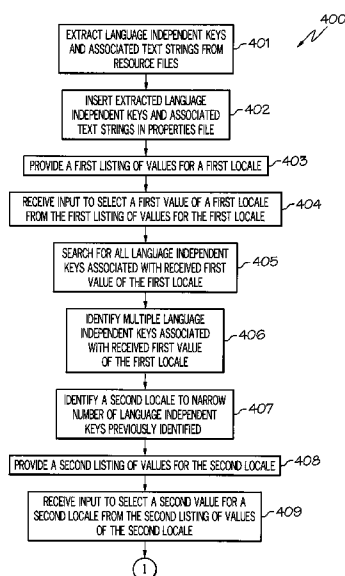 400
EXTRACT LANGUAGE INDEPENDENT KEYS
AND ASSOCIATED TEXT STRINGS FROM
RESOURCE FILES
401
INSERT EXTRACTED LANGUAGE
INDEPENDENT KEYS AND ASSOCIATED
TEXT STRINGS IN PROPERTIES FILE
402
PROVIDE A FIRST LISTING OF VALUES FOR A FIRST LOCALE
403
RECEIVE INPUT TO SELECT A FIRST VALUE OF A FIRST LOCALE
FROM THE FIRST LISTING OF VALUES FOR THE FIRST LOCALE
404
SEARCH FOR ALL LANGUAGE INDEPENDENT
KEYS ASSOCIATED WITH RECEIVED FIRST
VALUE OF THE FIRST LOCALE
405
IDENTIFY MULTIPLE LANGUAGE
INDEPENDENT KEYS ASSOCIATED
WITH RECEIVED FIRST VALUE
OF THE FIRST LOCALE
406
IDENTIFY A SECOND LOCALE TO NARROW
NUMBER OF LANGUAGE INDEPENDENT
KEYS PREVIOUSLY IDENTIFIED
407
PROVIDE A SECOND LISTING OF VALUES FOR THE SECOND LOCALE
408
RECEIVE INPUT TO SELECT A SECOND VALUE FOR A
SECOND LOCALE FROM THE SECOND LISTING OF VALUES
OF THE SECOND LOCALE
409
1